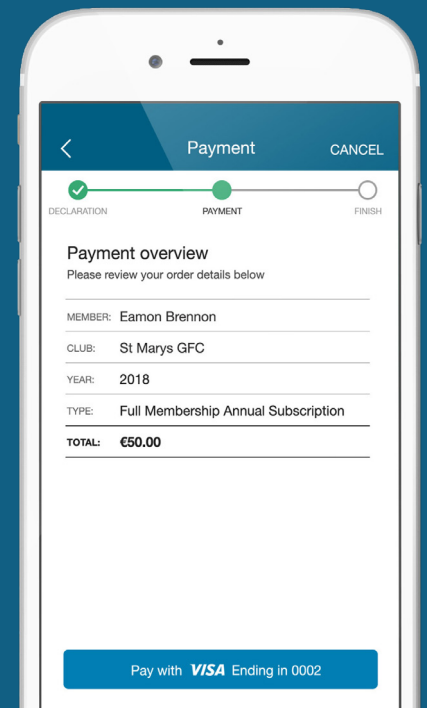 Payment
CANCEL
DECLARATION
PAYMENT
FINISH
Payment overview
Please review your order details below
MEMBER: Eamon Brennon
CLUB: St Marys GFC
YEAR: 2018
TYPE: Full Membership Annual Subscription
TOTAL: €50.00
Pay with VISA Ending in 0002